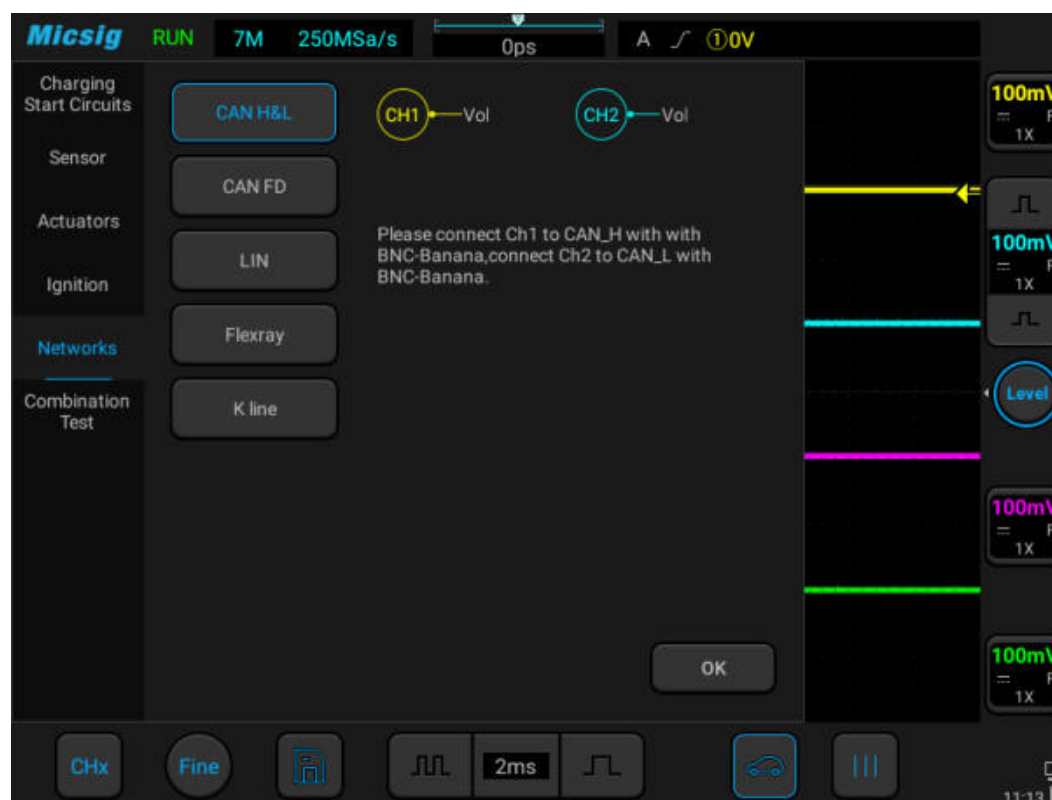 Micsig RUN 7M 250MSa/s 0ps A ①0V
Charging
Start Circuits
Sensor
Actuators
Ignition
Networks
Combination
Test
CAN H&L
CAN FD
LIN
Flexray
K line
CH1 Vol CH2 Vol
Please connect Ch1 to CAN_H with with
BNC-Banana,connect Ch2 to CAN_L with
BNC-Banana.
OK
100mV
1X
100mV
1X
Level
100mV
1X
100mV
1X
CHx Fine 2ms
11:13